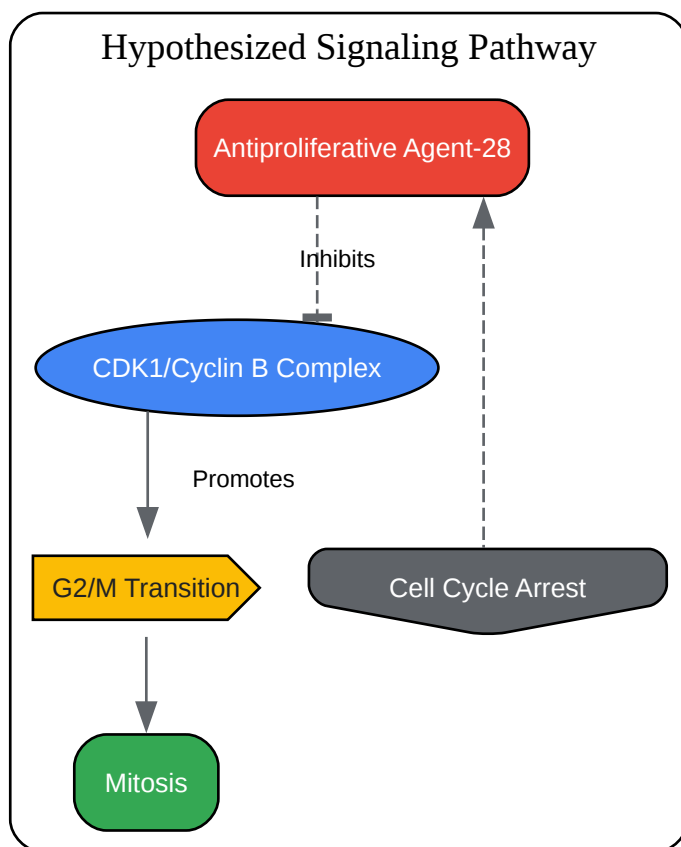 Hypothesized Signaling Pathway
Antiproliferative Agent-28
Inhibits
CDK1/Cyclin B Complex
Promotes
G2/M Transition
Cell Cycle Arrest
Mitosis